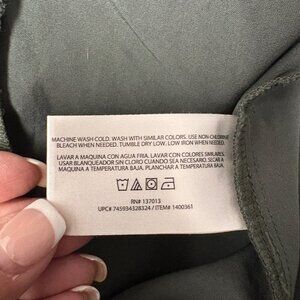 MACHINE WASH COLD. WASH WITH SIMILAR COLORS. USE NON-CHLORINE
BLEACH WHEN NEEDED. TUMBLE DRY LOW. LOW IRON WHEN NEEDED.
LAVAR A MAQUINA CON AGUA FRIA. LAVAR CON COLORES SIMILARES.
USAR BLANQUEADOR SIN CLORO CUANDO SEA NECESARIO. SECAR A
MAQUINA A TEMPERATURA BAJA. PLANCHAR A TEMPERATURA BAJA.
RN# 137013
UPC# 745934328324 / ITEM# 1400361